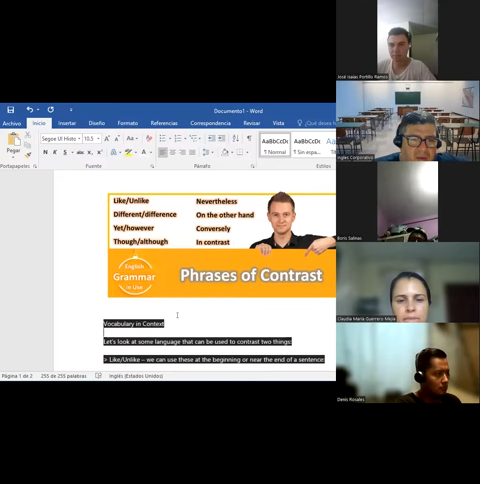 Documento1 - Word
Archivo
Inicio
Insertar
Diseño
Formato
Referencias
Correspondencia
Revisar
Vista
¿Qué desea
Pegar
Segoe UI Histo
10.5
N K S
AaBbCcDc
AaBbCcDc
¶ Normal
¶ Sin espa...
Portapapeles
Fuente
Párrafo
Estilos
Like/Unlike
Nevertheless
Different/difference
On the other hand
Yet/however
Conversely
Though/although
In contrast
English
Grammar
in Use
Phrases of Contrast
Vocabulary in Context
Let's look at some language that can be used to contrast two things:
> Like/Unlike – we can use these at the beginning or near the end of a sentence:
Página 1 de 2
255 de 255 palabras
Inglés (Estados Unidos)
José Isaías Portillo Ramos
Ingles Corporativo
Boris Salinas
Claudia María Guerrero Mejía
Denis Rosales